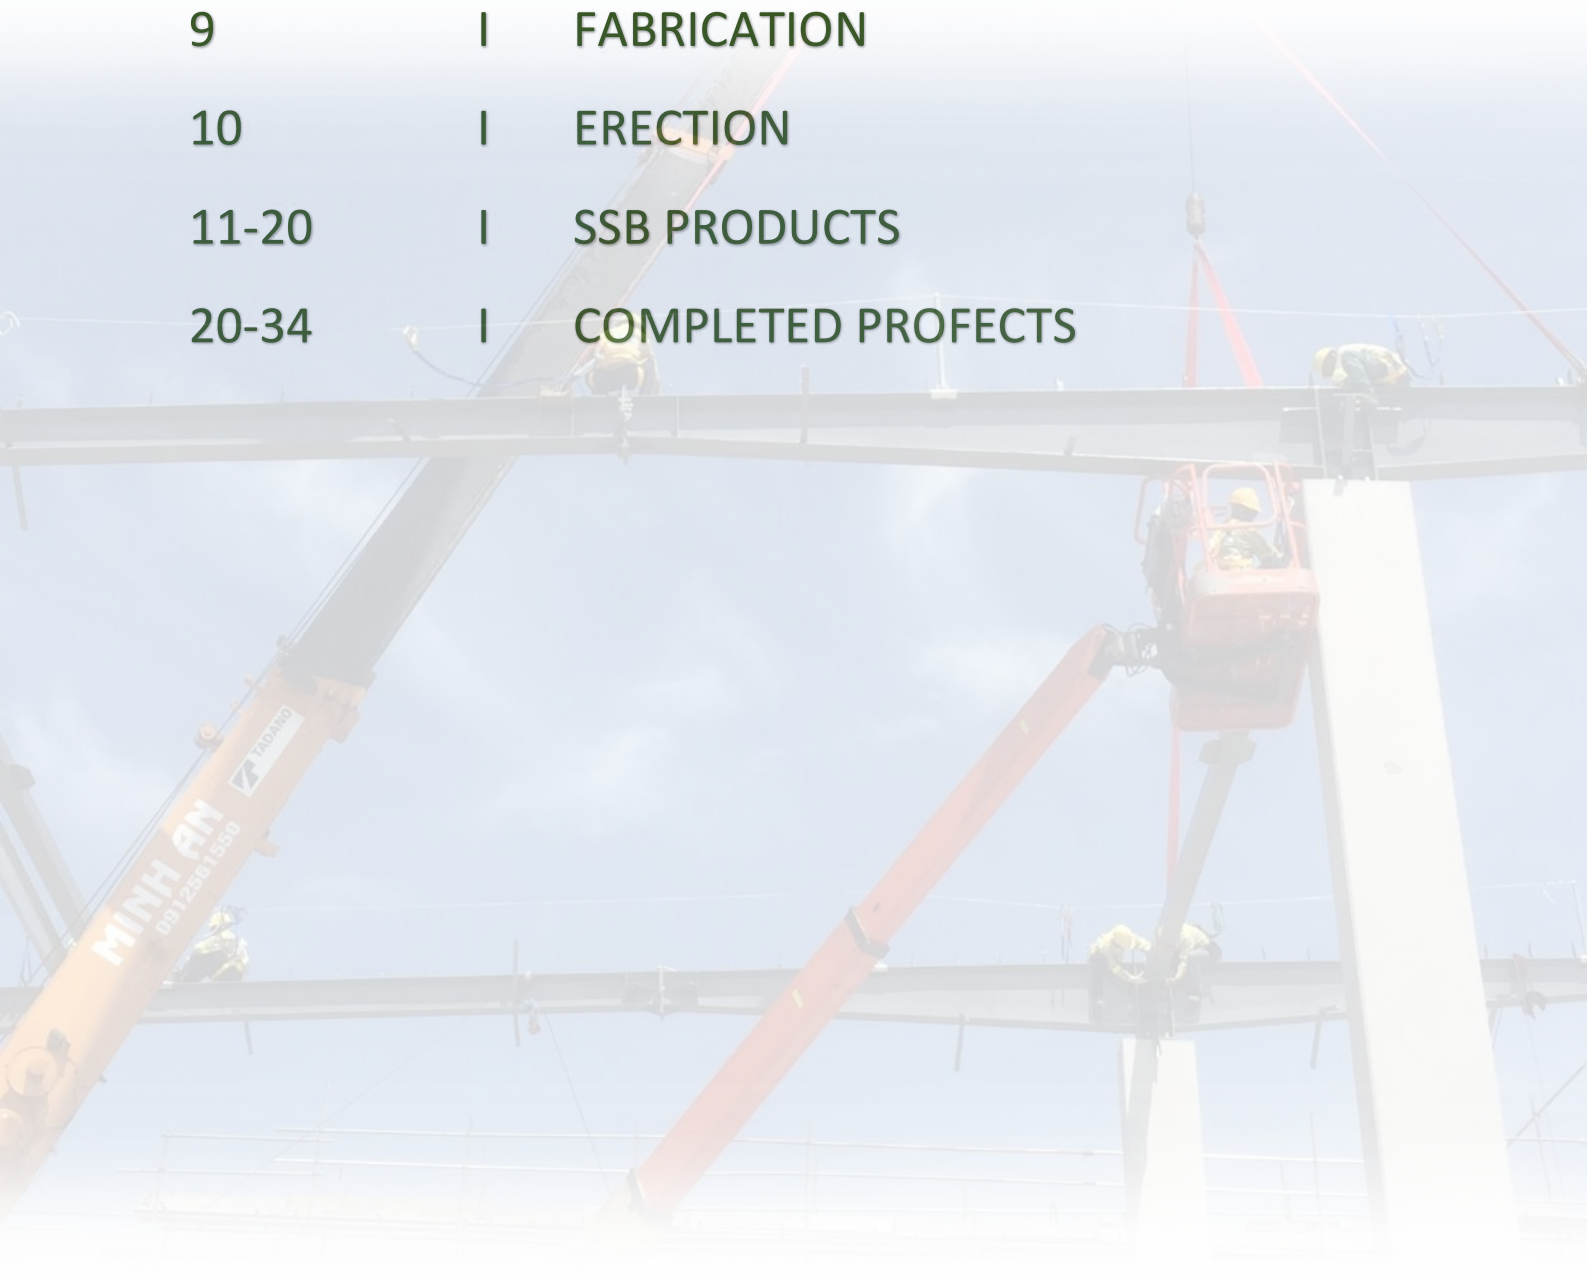 9 I FABRICATION
10 I ERECTION
11-20 I SSB PRODUCTS
20-34 I COMPLETED PROFECTS
TADANO
MINH AN
0912561550